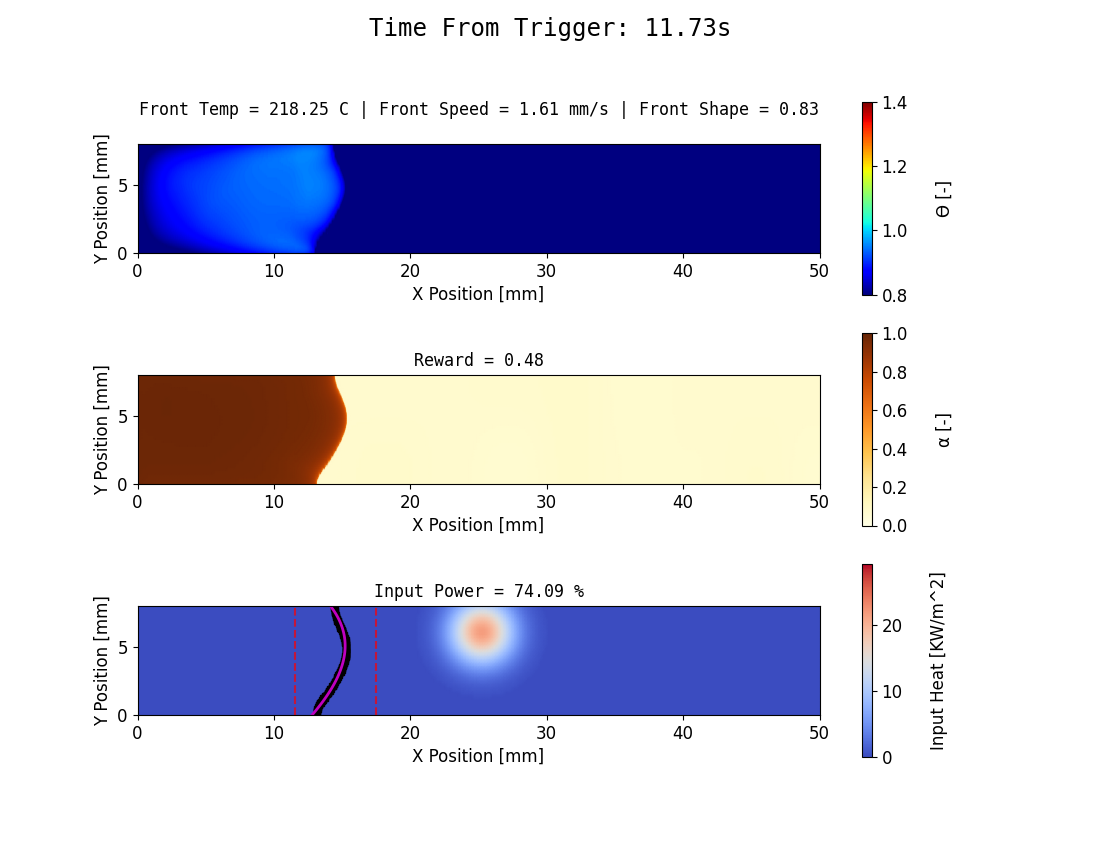 Time From Trigger: 11.73s
Front Temp = 218.25 C | Front Speed = 1.61 mm/s | Front Shape = 0.83
Y Position [mm]
5
0
0 10 20 30 40 50
X Position [mm]
1.4
1.2
1.0
0.8
Θ [-]
Reward = 0.48
Y Position [mm]
5
0
0 10 20 30 40 50
X Position [mm]
1.0
0.8
0.6
0.4
0.2
0.0
α [-]
Input Power = 74.09 %
Y Position [mm]
5
0
0 10 20 30 40 50
X Position [mm]
20
10
0
Input Heat [KW/m^2]